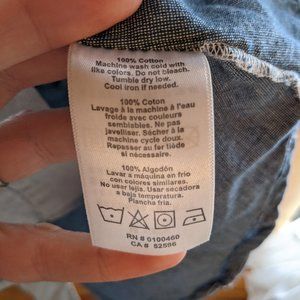 100% Cotton
Machine wash cold with
like colors. Do not bleach.
Tumble dry low.
Cool iron if needed.
100% Coton
Lavage à la machine à l'eau
froide avec couleurs
semblables. Ne pas
javelliser. Sécher à la
machine cycle doux.
Repasser au fer tiède
si nécessaire.
100% Algodón
Lavar a máquina en frío
con colores similares.
No usar lejía. Usar secadora
a baja temperatura.
Plancha fría.
RN # 0100460
CA # 52586